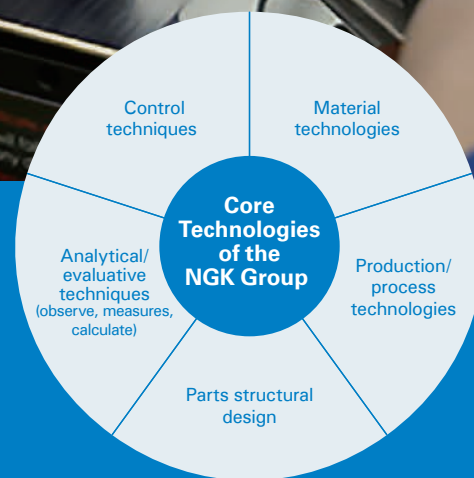 Control
techniques
Material
technologies
Core
Technologies
of the
NGK Group
Analytical/
evaluative
techniques
(observe, measures,
calculate)
Production/
process
technologies
Parts structural
design